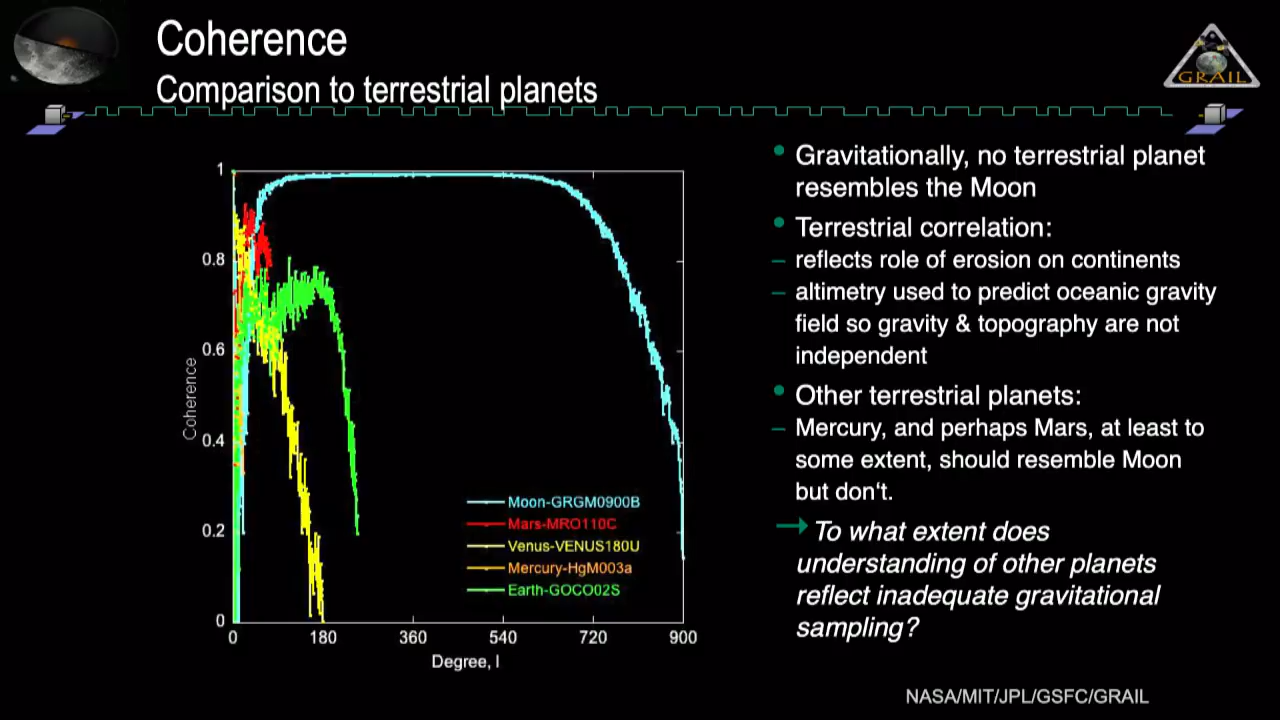 Coherence
Comparison to terrestrial planets
GRAIL
1
0.8
0.6
0.4
0.2
0
Coherence
0 180 360 540 720 900
Degree, l
Moon-GRGM0900B
Mars-MRO110C
Venus-VENUS180U
Mercury-HgM003a
Earth-GOCO02S
• Gravitationally, no terrestrial planet
resembles the Moon
• Terrestrial correlation:
– reflects role of erosion on continents
– altimetry used to predict oceanic gravity
field so gravity & topography are not
independent
• Other terrestrial planets:
– Mercury, and perhaps Mars, at least to
some extent, should resemble Moon
but don‘t.
→ To what extent does
understanding of other planets
reflect inadequate gravitational
sampling?
NASA/MIT/JPL/GSFC/GRAIL